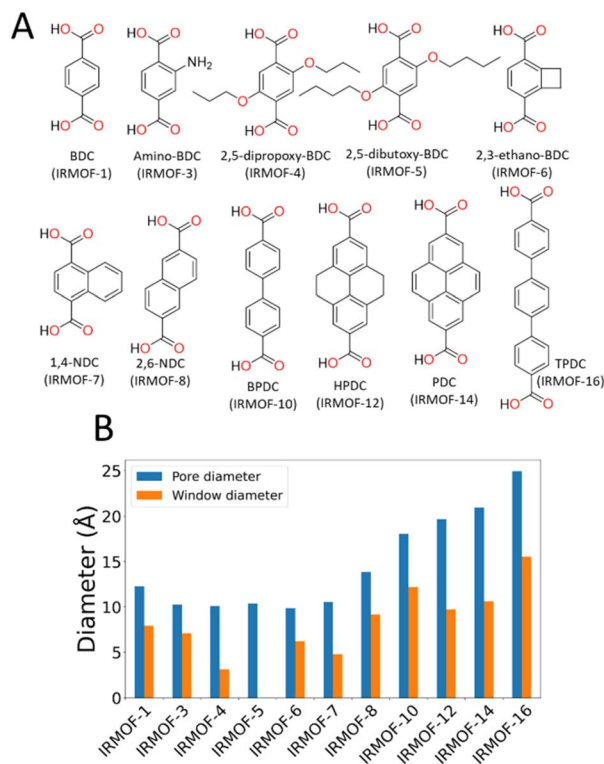 A
BDC
(IRMOF-1)
Amino-BDC
(IRMOF-3)
2,5-dipropoxy-BDC
(IRMOF-4)
2,5-dibutoxy-BDC
(IRMOF-5)
2,3-ethano-BDC
(IRMOF-6)
HO O
HO O
HO O
NH2
HO O
HO O
O
O
HO O
HO O
O
O
HO O
HO O
HO O
1,4-NDC
(IRMOF-7)
2,6-NDC
(IRMOF-8)
BPDC
(IRMOF-10)
HPDC
(IRMOF-12)
PDC
(IRMOF-14)
TPDC
(IRMOF-16)
HO O
HO O
HO O
HO O
HO O
HO O
HO O
HO O
HO O
HO O
HO O
HO O
B
Pore diameter
Window diameter
Diameter (Å)
25
20
15
10
5
0
IRMOF-1
IRMOF-3
IRMOF-4
IRMOF-5
IRMOF-6
IRMOF-7
IRMOF-8
IRMOF-10
IRMOF-12
IRMOF-14
IRMOF-16